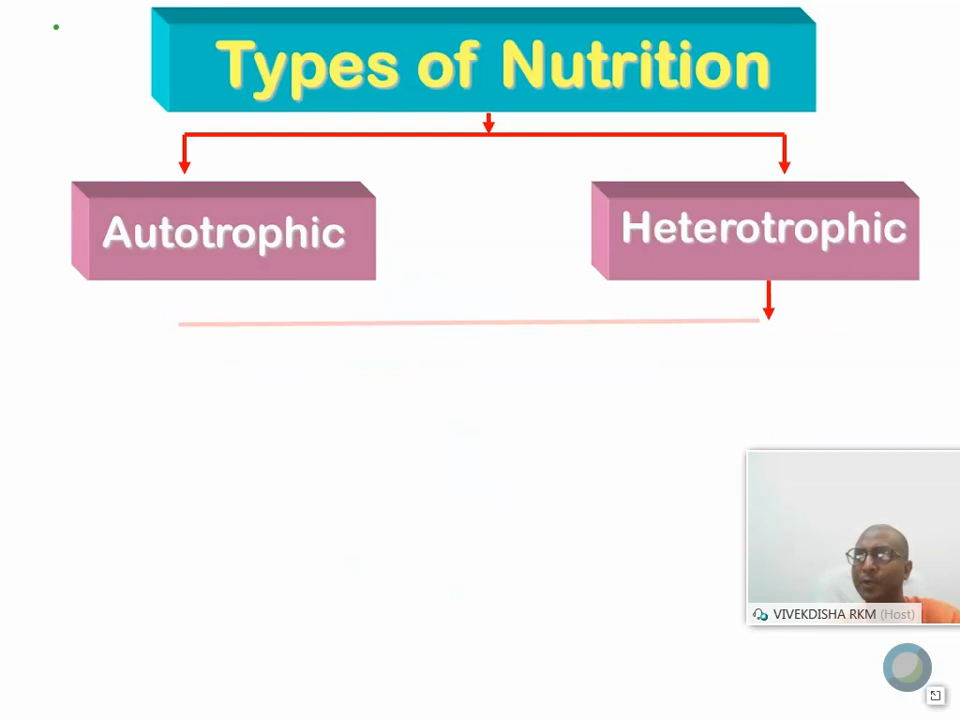 Types of Nutrition
Autotrophic
Heterotrophic
VIVEKDISHA RKM (Host)